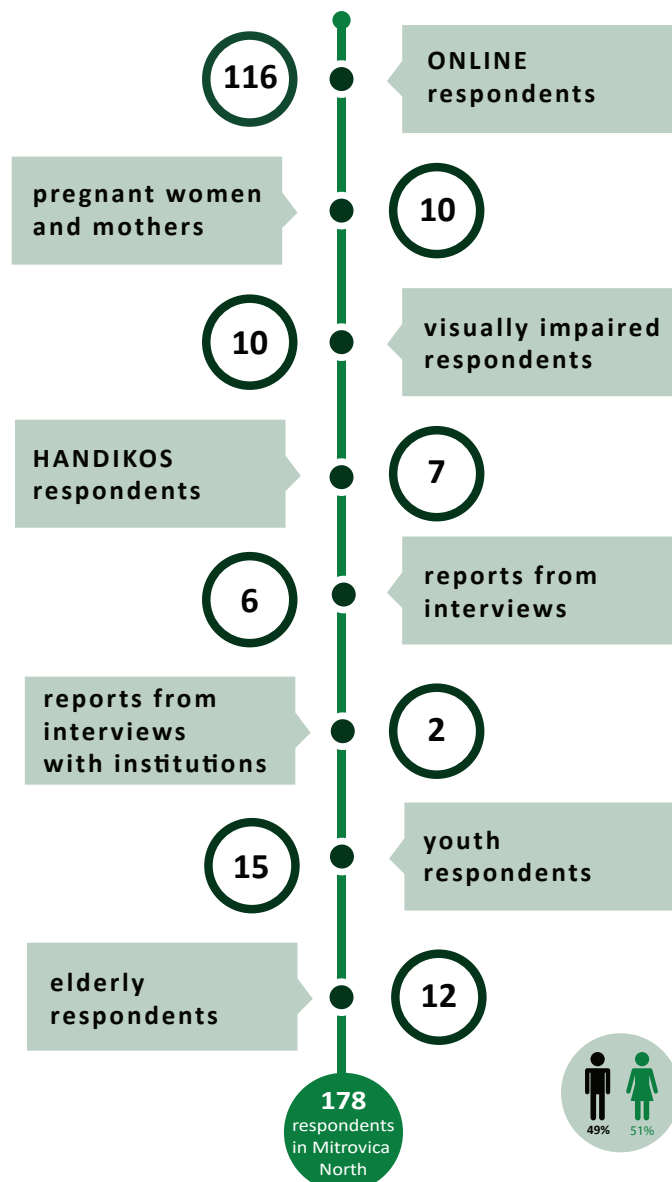 116
ONLINE
respondents
pregnant women
and mothers
10
10
visually impaired
respondents
HANDIKOS
respondents
7
6
reports from
interviews
reports from
interviews
with institutions
2
15
youth
respondents
elderly
respondents
12
178
respondents
in Mitrovica
North
49% 51%